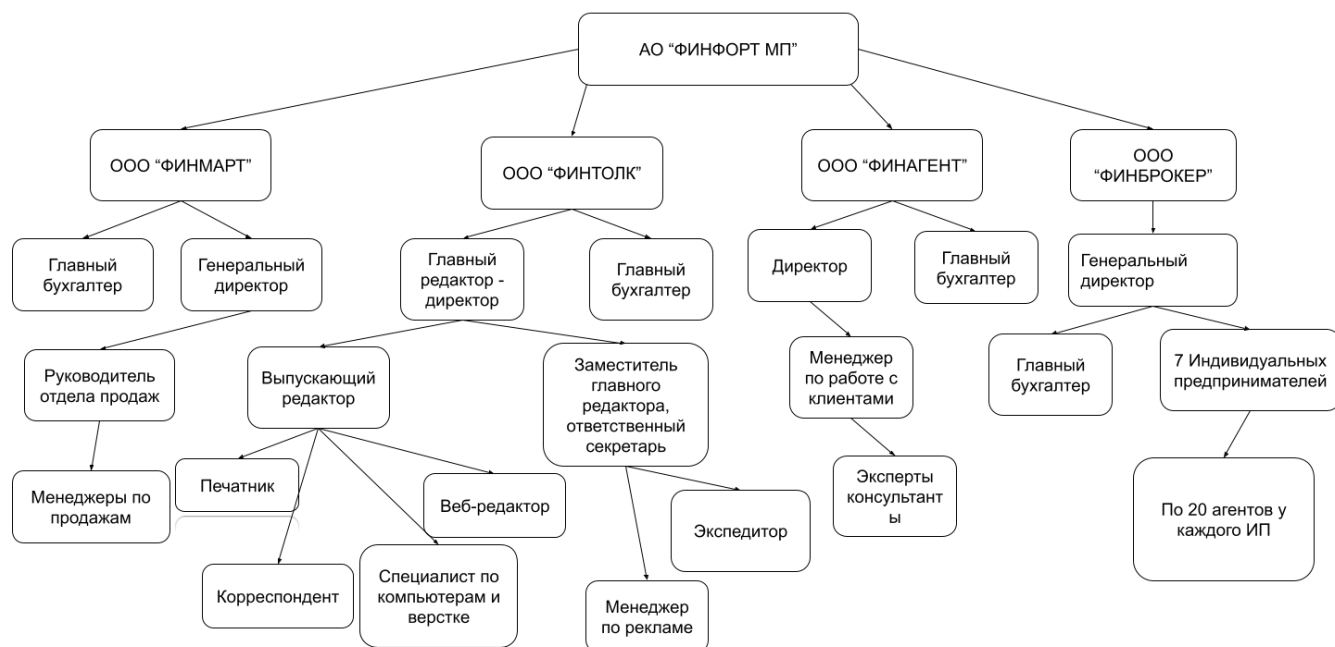 АО “ФИНФОРТ МП”
ООО “ФИНМАРТ”
ООО “ФИНТОЛК”
ООО “ФИНАГЕНТ”
ООО
“ФИНБРОКЕР”
Главный
бухгалтер
Генеральный
директор
Главный
редактор -
директор
Главный
бухгалтер
Директор
Главный
бухгалтер
Генеральный
директор
Руководитель
отдела продаж
Выпускающий
редактор
Заместитель
главного
редактора,
ответственный
секретарь
Менеджер
по работе с
клиентами
Главный
бухгалтер
7 Индивидуальных
предпринимателей
Менеджеры по
продажам
Печатник
Веб-редактор
Экспедитор
Эксперты
консультант
ы
По 20 агентов у
каждого ИП
Корреспондент
Специалист по
компьютерам и
верстке
Менеджер
по рекламе